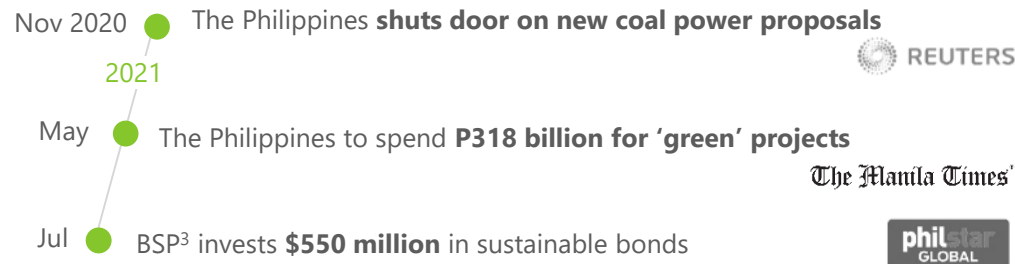 Nov 2020 The Philippines shuts door on new coal power proposals
REUTERS
2021
May The Philippines to spend P318 billion for ‘green’ projects
The Manila Times
Jul BSP³ invests $550 million in sustainable bonds
philstar
GLOBAL